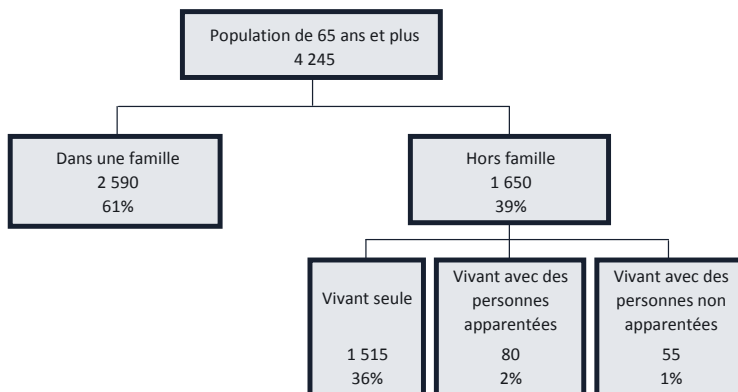 Population de 65 ans et plus
4 245
Dans une famille
2 590
61%
Hors famille
1 650
39%
Vivant seule
1 515
36%
Vivant avec des
personnes
apparentées
80
2%
Vivant avec des
personnes non
apparentées
55
1%